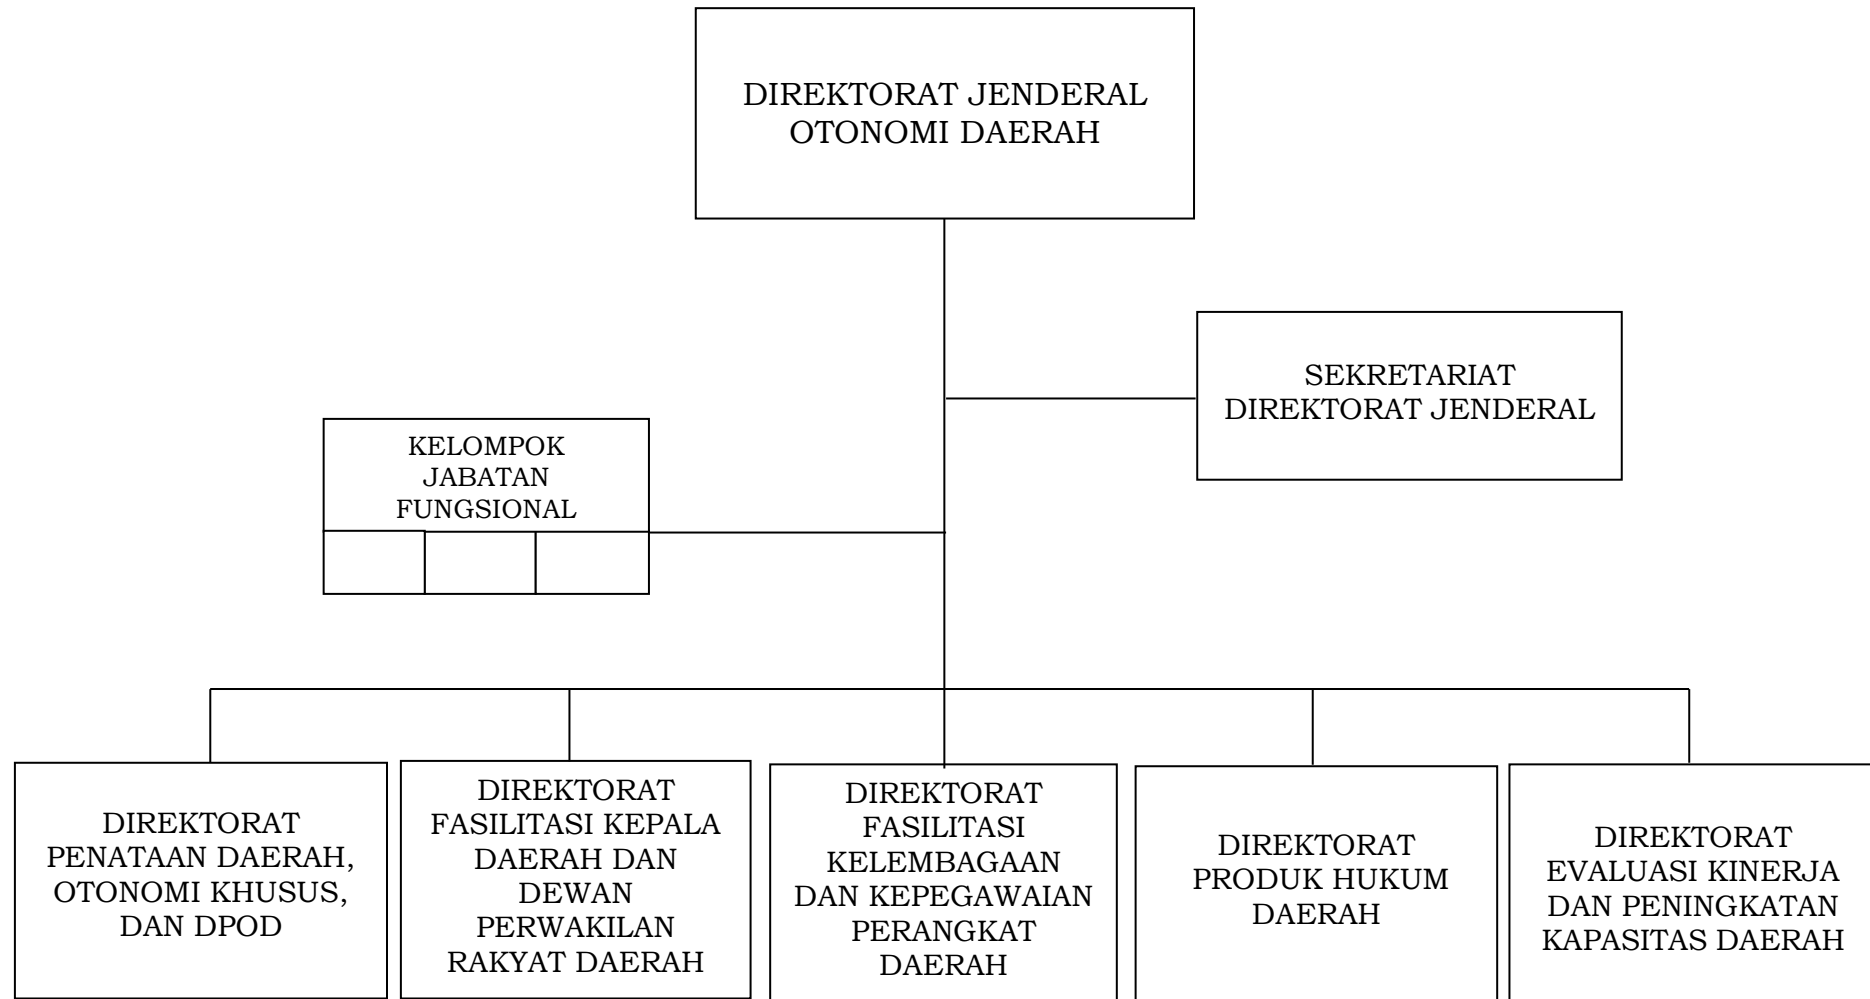 DIREKTORAT JENDERAL
OTONOMI DAERAH
SEKRETARIAT
DIREKTORAT JENDERAL
KELOMPOK
JABATAN
FUNGSIONAL
DIREKTORAT
PENATAAN DAERAH,
OTONOMI KHUSUS,
DAN DPOD
DIREKTORAT
FASILITASI KEPALA
DAERAH DAN
DEWAN
PERWAKILAN
RAKYAT DAERAH
DIREKTORAT
FASILITASI
KELEMBAGAAN
DAN KEPEGAWAIAN
PERANGKAT
DAERAH
DIREKTORAT
PRODUK HUKUM
DAERAH
DIREKTORAT
EVALUASI KINERJA
DAN PENINGKATAN
KAPASITAS DAERAH